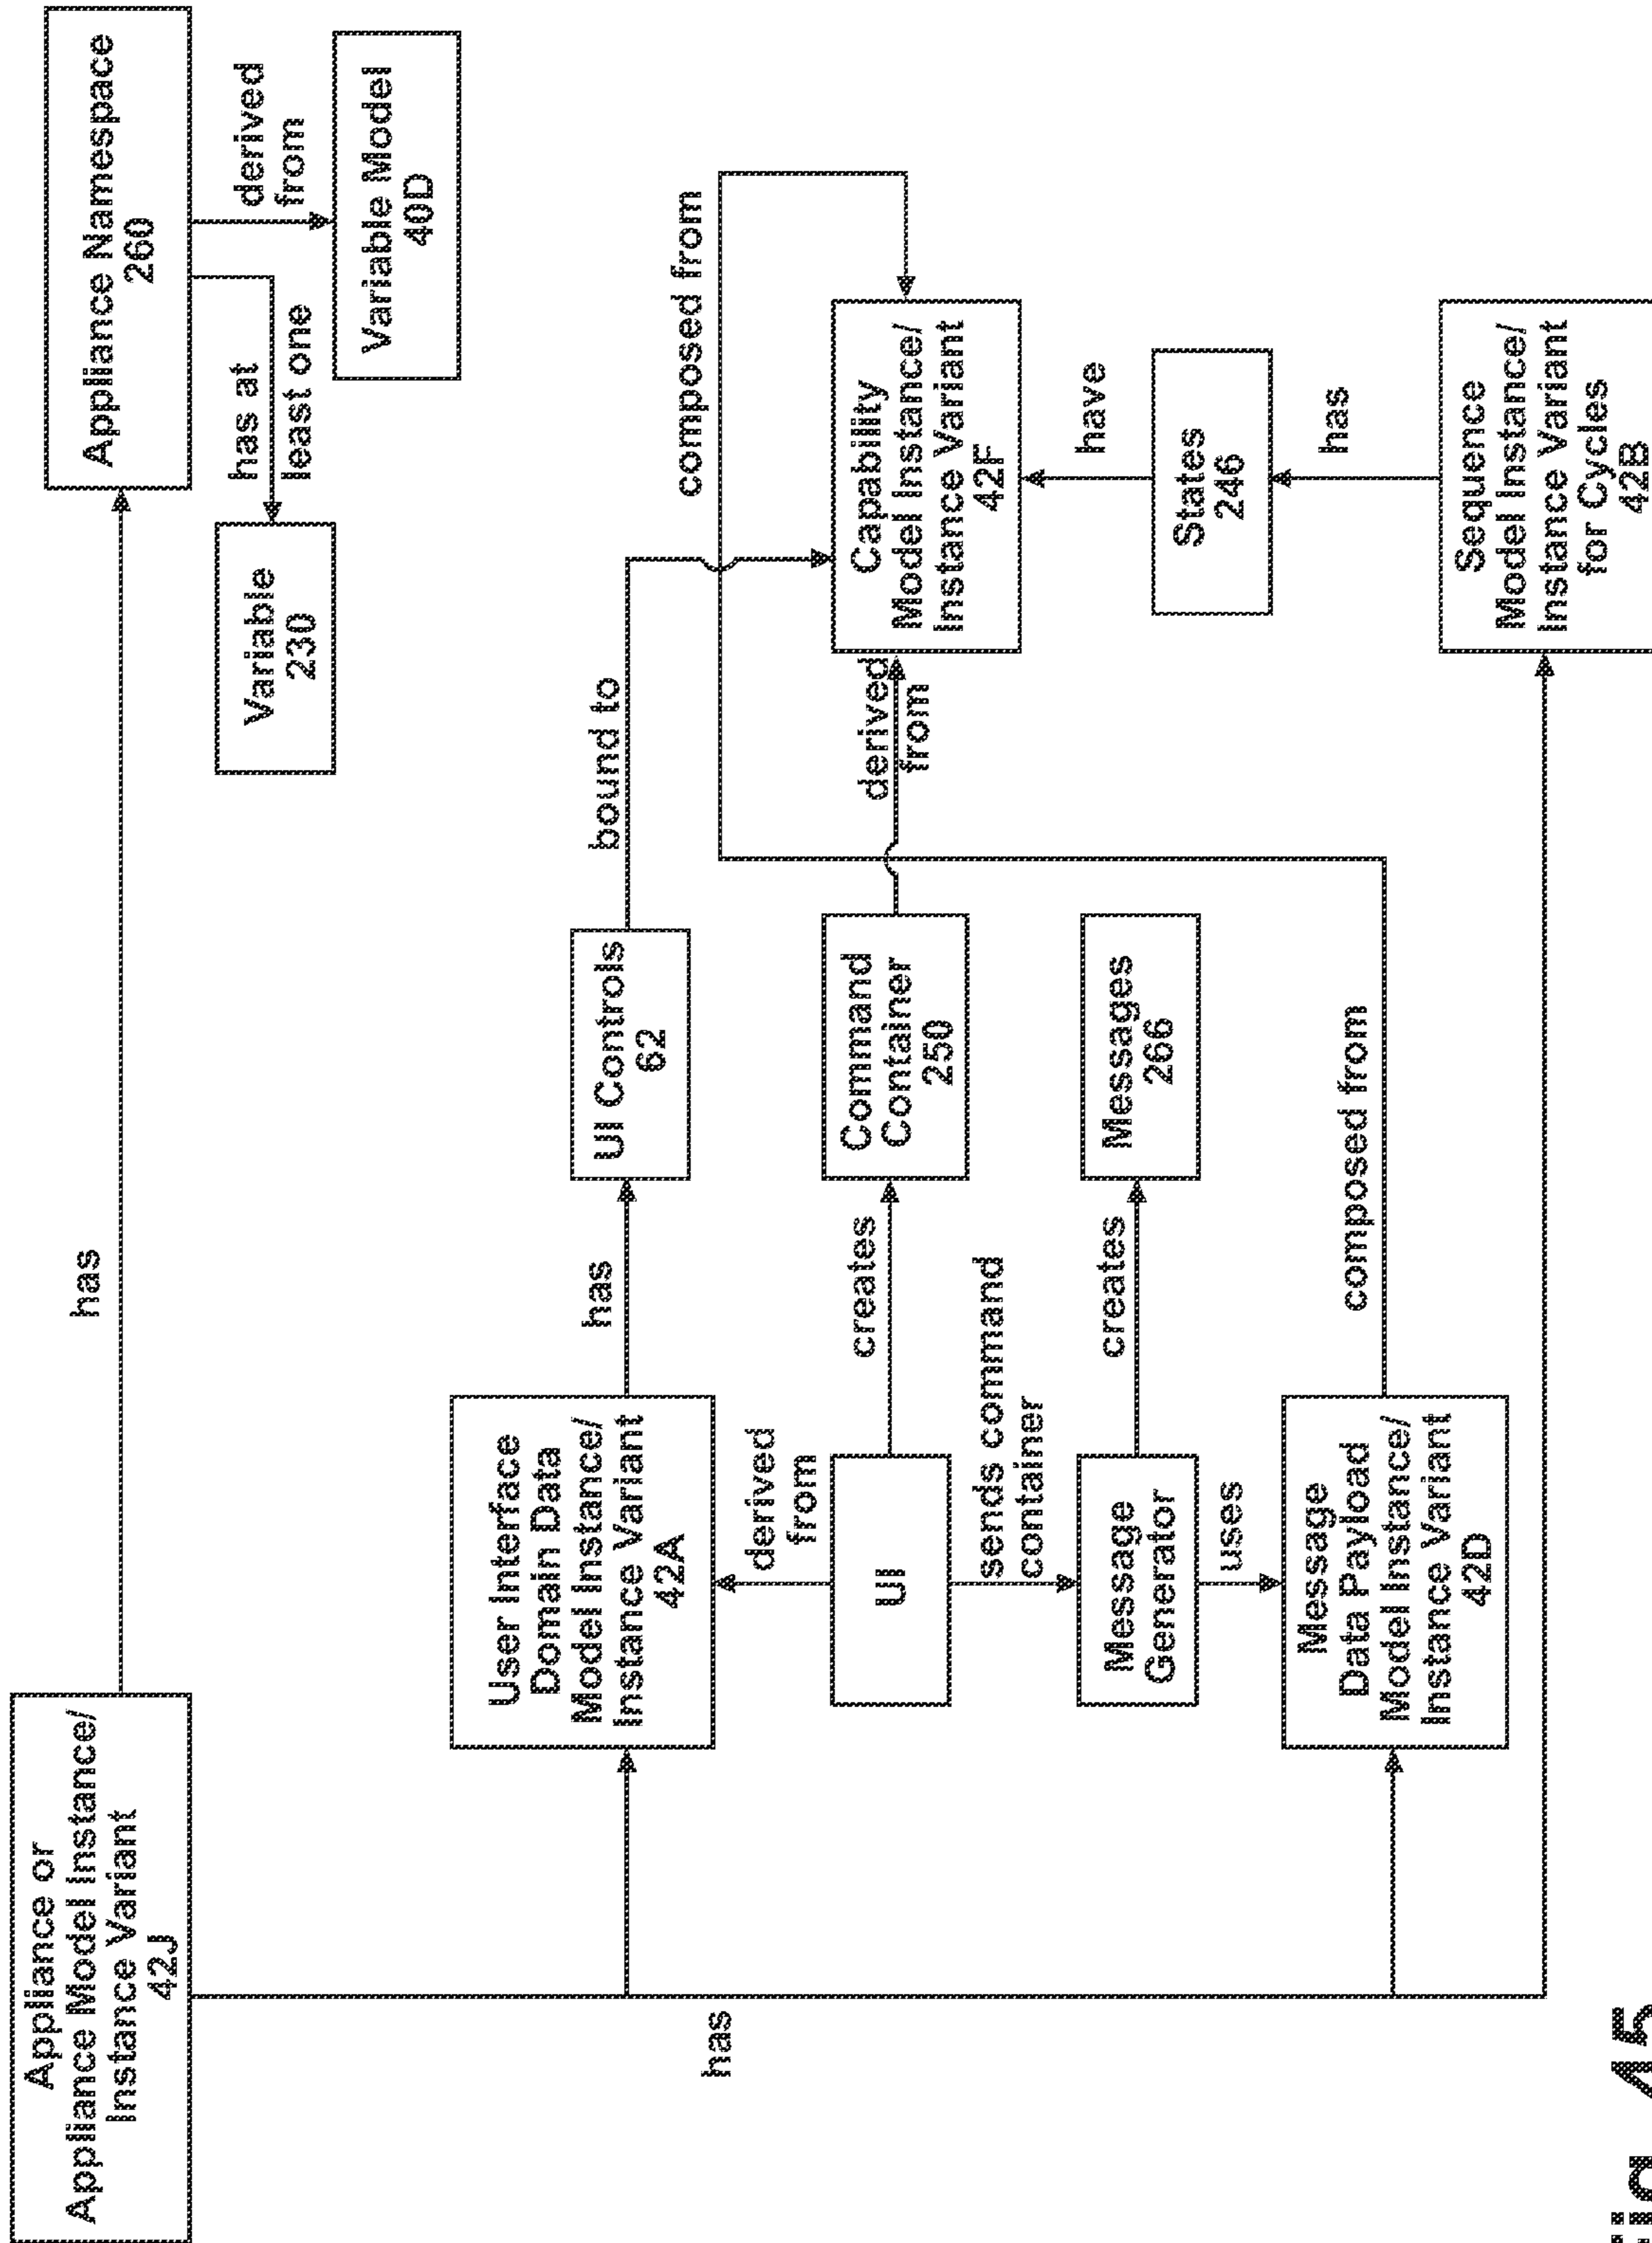 Appliance or
Appliance Model Instance/
Instance Variant
42J
has
Appliance Namespace
260
has at
least one
derived
from
Variable
230
Variable Model
40D
has
User Interface
Domain Data
Model Instance/
Instance Variant
42A
has
UI Controls
62
bound to
composed from
derived
from
UI
creates
Command
Container
250
derived
from
Capability
Model Instance/
Instance Variant
42F
sends command
container
Message
Generator
creates
Messages
266
have
States
246
uses
has
Message
Data Payload
Model Instance/
Instance Variant
42D
composed from
Sequence
Model Instance/
Instance Variant
for Cycles
42B